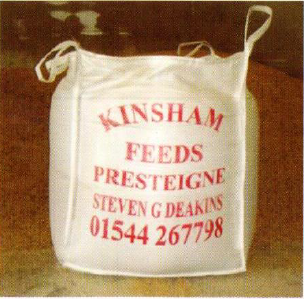 KINSHAM
FEEDS
PRESTEIGNE
STEVEN G DEAKINS
01544 267798